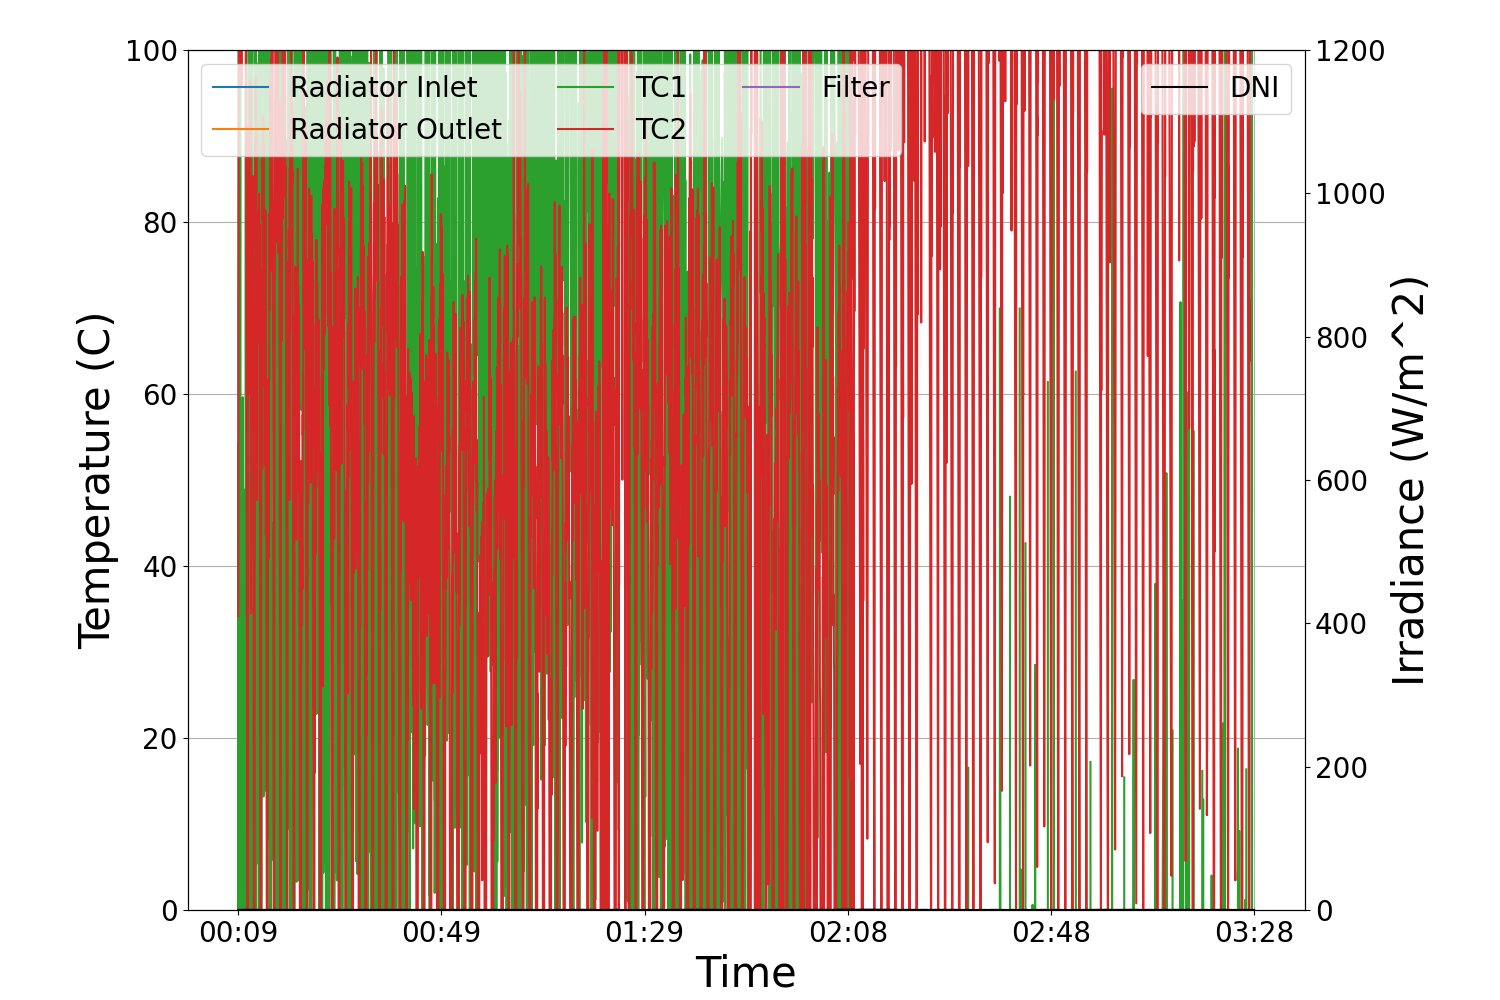 100
80
60
40
20
0
Temperature (C)
Radiator Inlet
Radiator Outlet
TC1
TC2
Filter
DNI
1200
1000
800
600
400
200
0
Irradiance (W/m^2)
00:09 00:49 01:29 02:08 02:48 03:28
Time